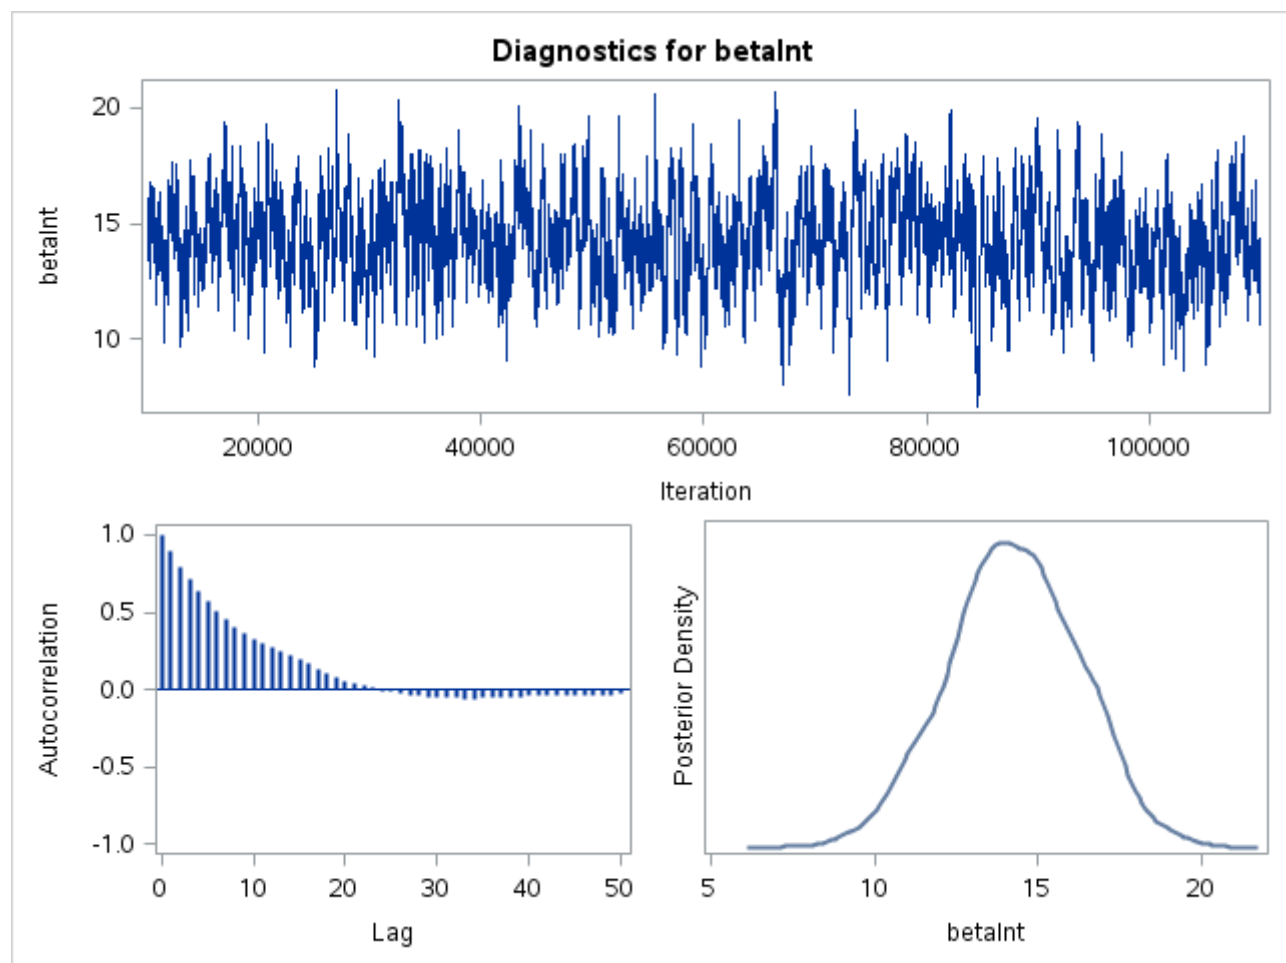 Diagnostics for betaInt
20
15
10
betaInt
20000 40000 60000 80000 100000
Iteration
1.0
0.5
0.0
-0.5
-1.0
Autocorrelation
0 10 20 30 40 50
Lag
Posterior Density
5 10 15 20
betaInt